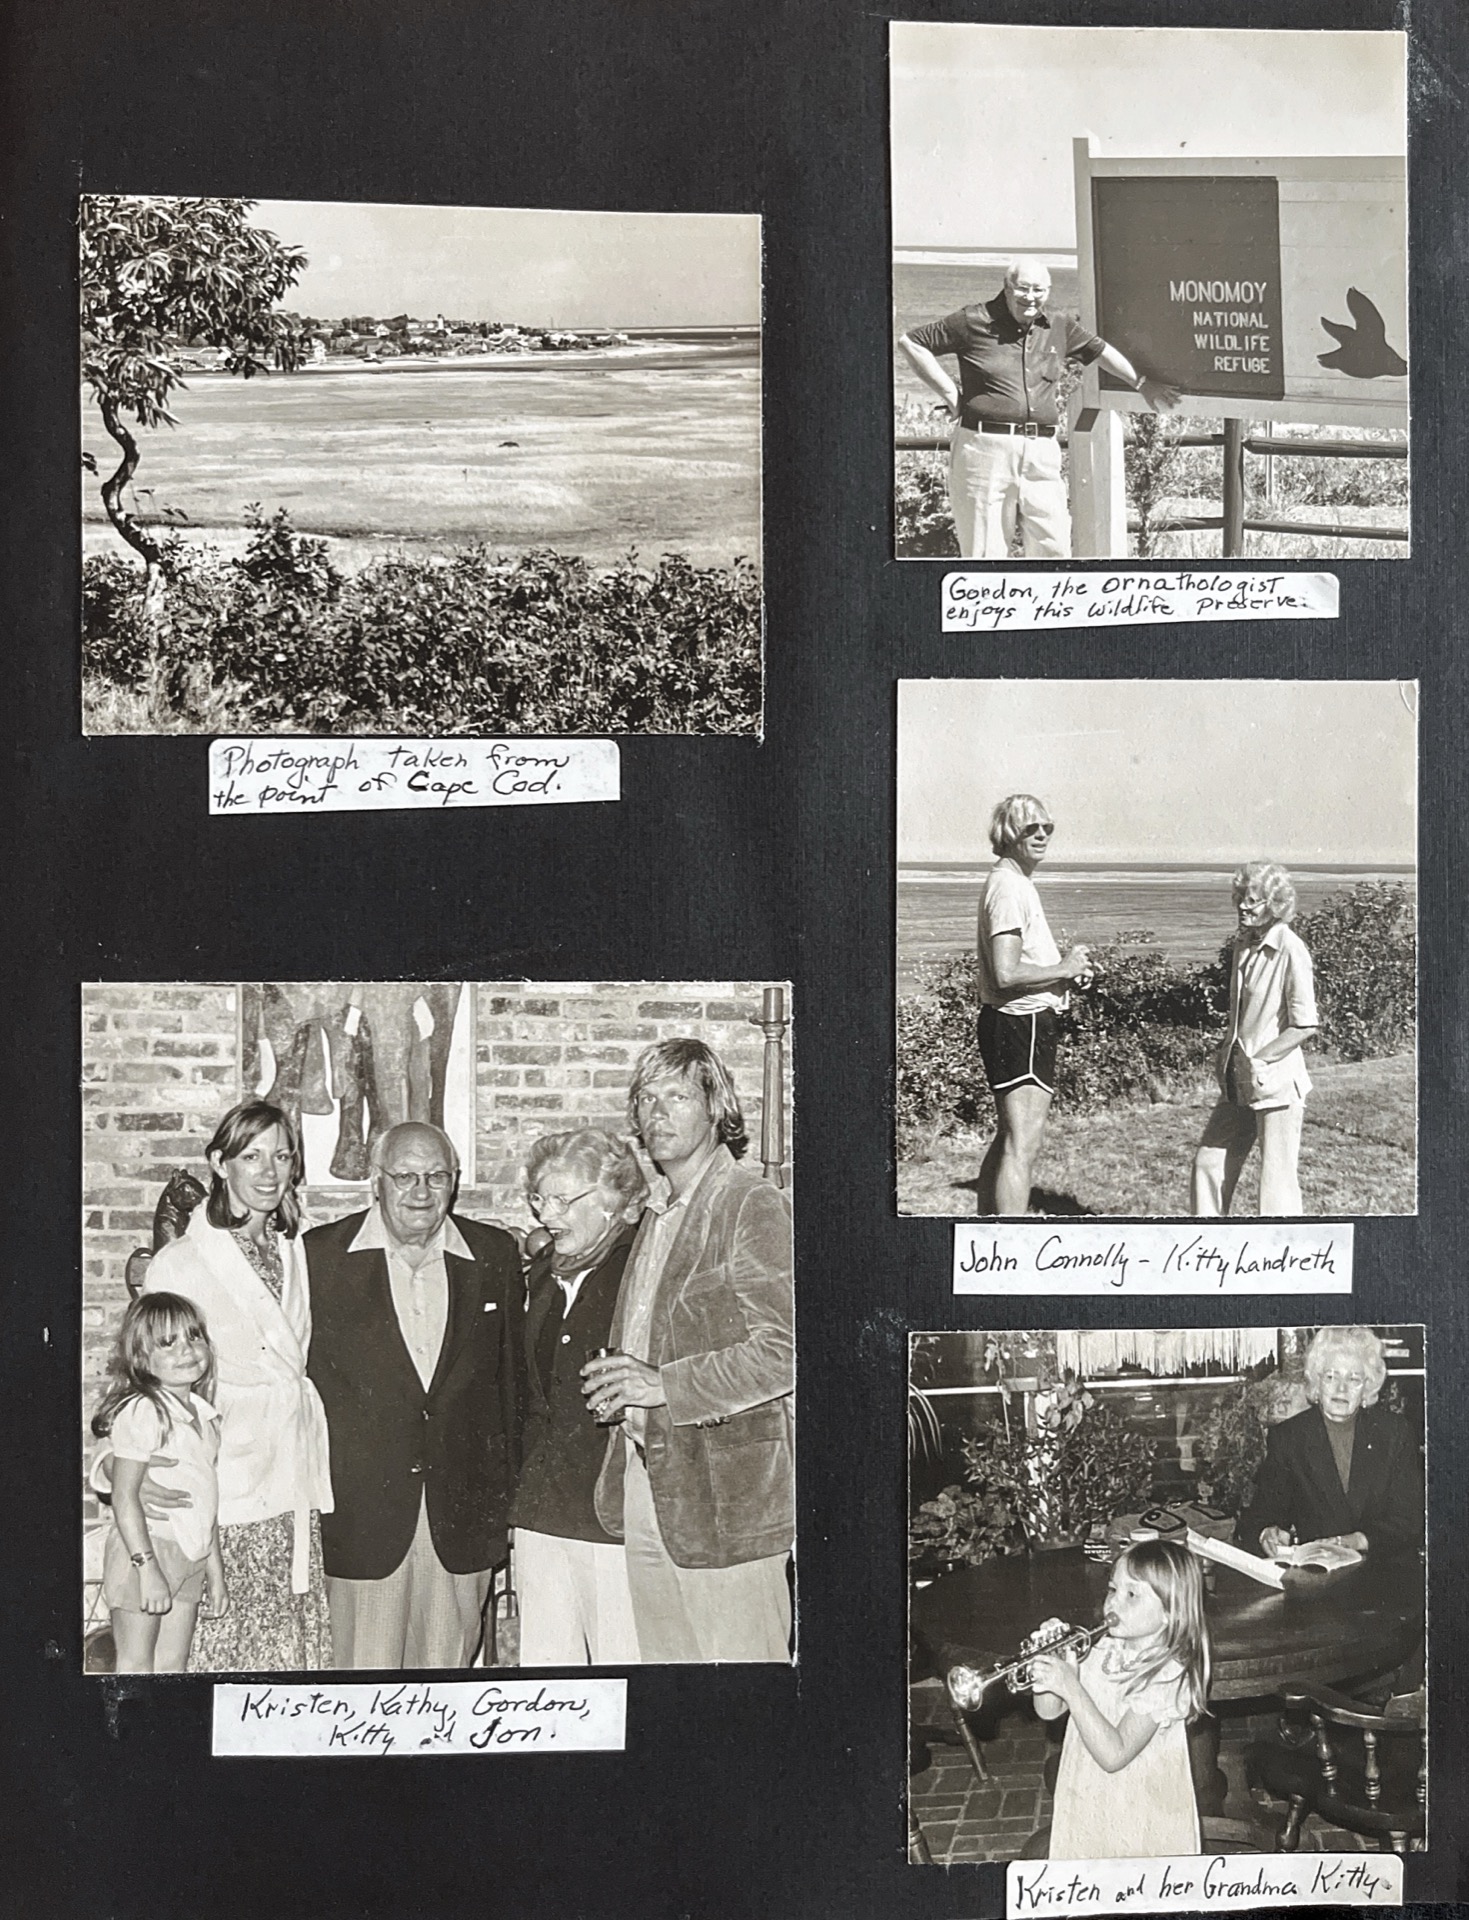 Photograph taken from
the point of Cape Cod.
MONOMOY
NATIONAL
WILDLIFE
REFUGE
Gordon, the ornathologist
enjoys this wildlife preserve.
John Connolly - Kitty Landreth
Kristen, Kathy, Gordon,
Kitty and Jon.
Kristen and her Grandma Kitty.